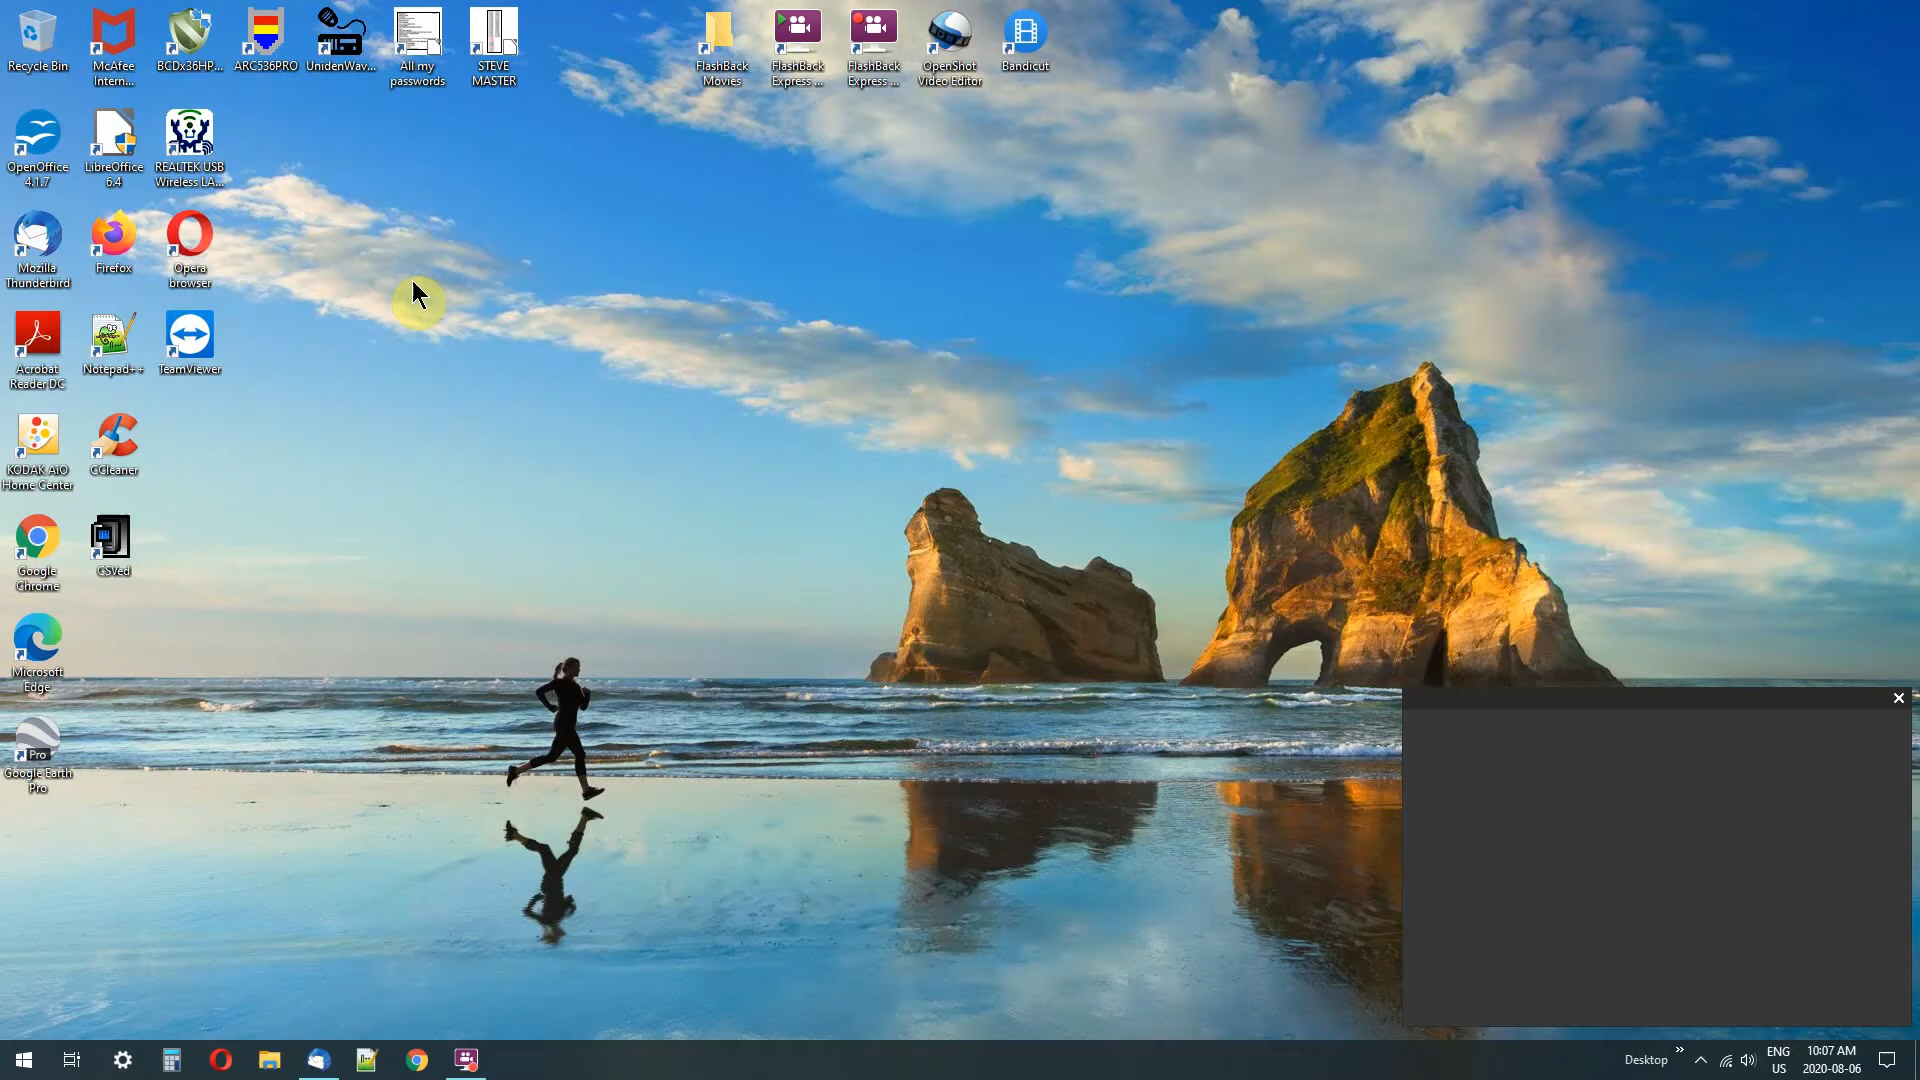 Recycle Bin
McAfee
Intern...
BCDx36HP...
ARC536PRO
UnidenWav...
All my
passwords
STEVE
MASTER
FlashBack
Movies
FlashBack
Express ...
FlashBack
Express ...
OpenShot
Video Editor
Bandicut
OpenOffice
4.1.7
LibreOffice
6.4
REALTEK USB
Wireless LA...
Mozilla
Thunderbird
Firefox
Opera
browser
Acrobat
Reader DC
Notepad++
TeamViewer
KODAK AiO
Home Center
CCleaner
Google
Chrome
CSVed
Microsoft
Edge
Pro
Google Earth
Pro
Desktop
ENG
US
10:07 AM
2020-08-06